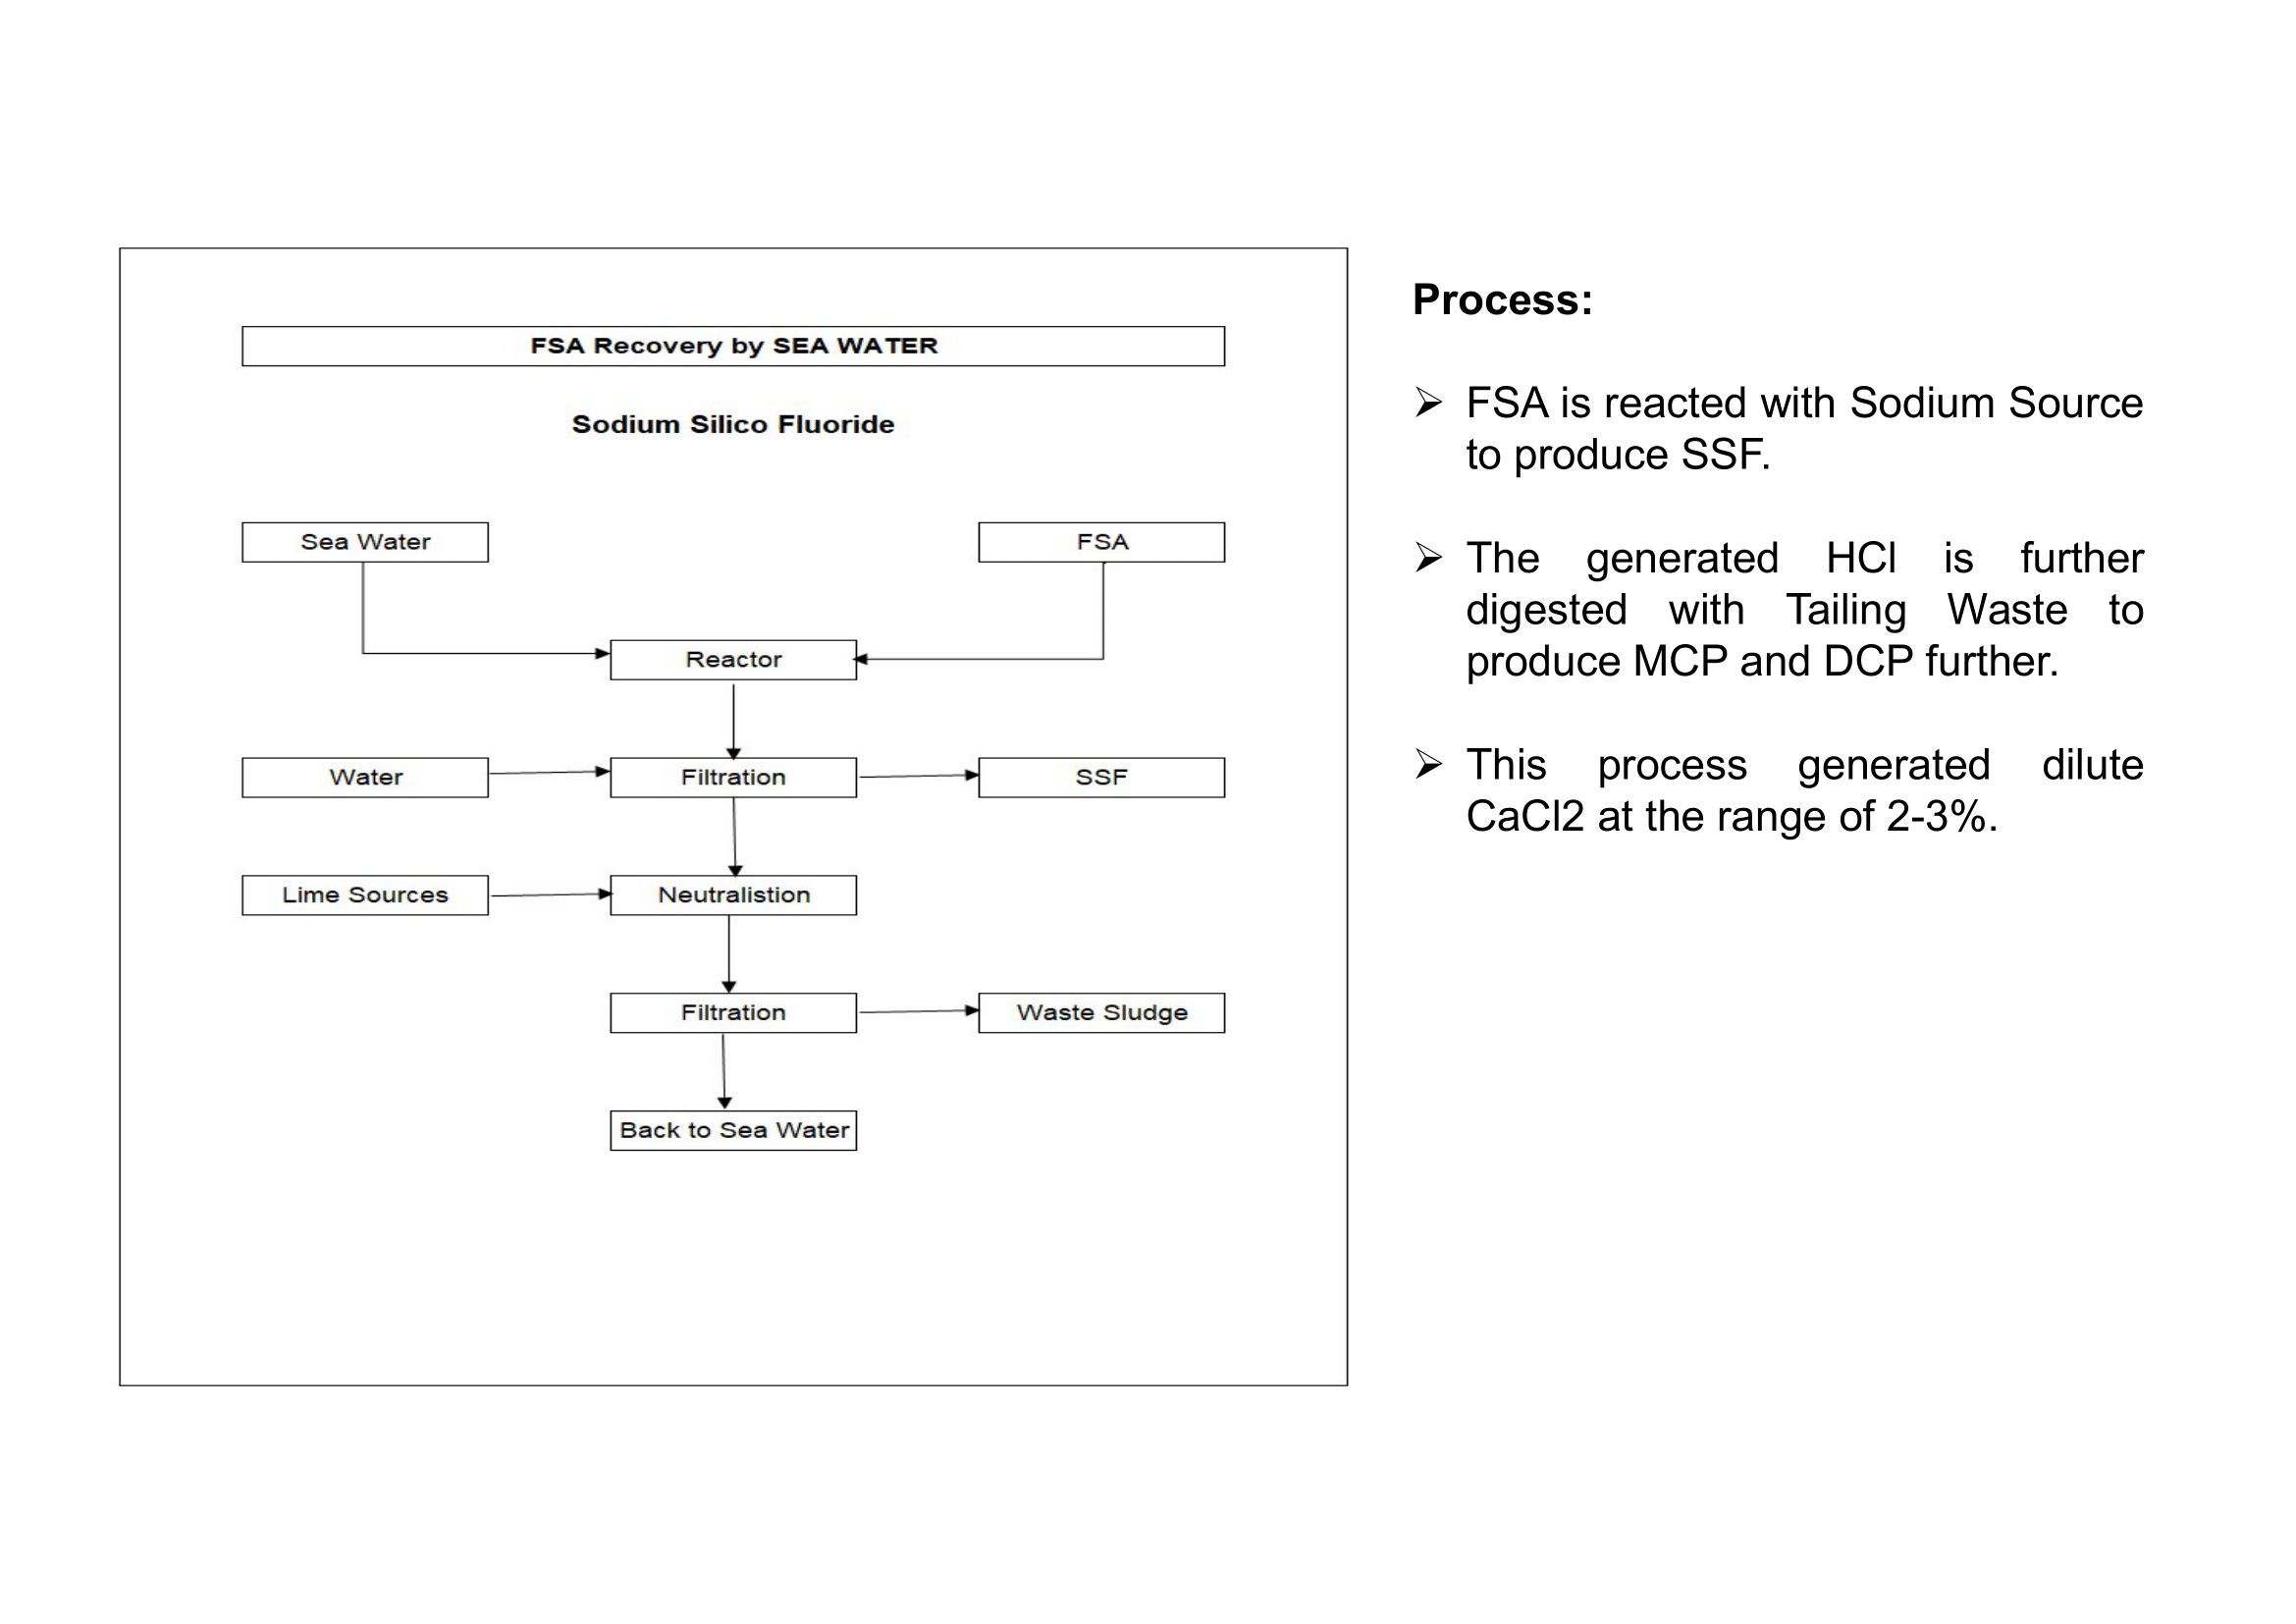 FSA Recovery by SEA WATER
Sodium Silico Fluoride
Sea Water
FSA
Reactor
Water
Filtration
SSF
Lime Sources
Neutralistion
Filtration
Waste Sludge
Back to Sea Water
Process:
FSA is reacted with Sodium Source
to produce SSF.
The generated HCl is further
digested with Tailing Waste to
produce MCP and DCP further.
This process generated dilute
CaCl2 at the range of 2-3%.